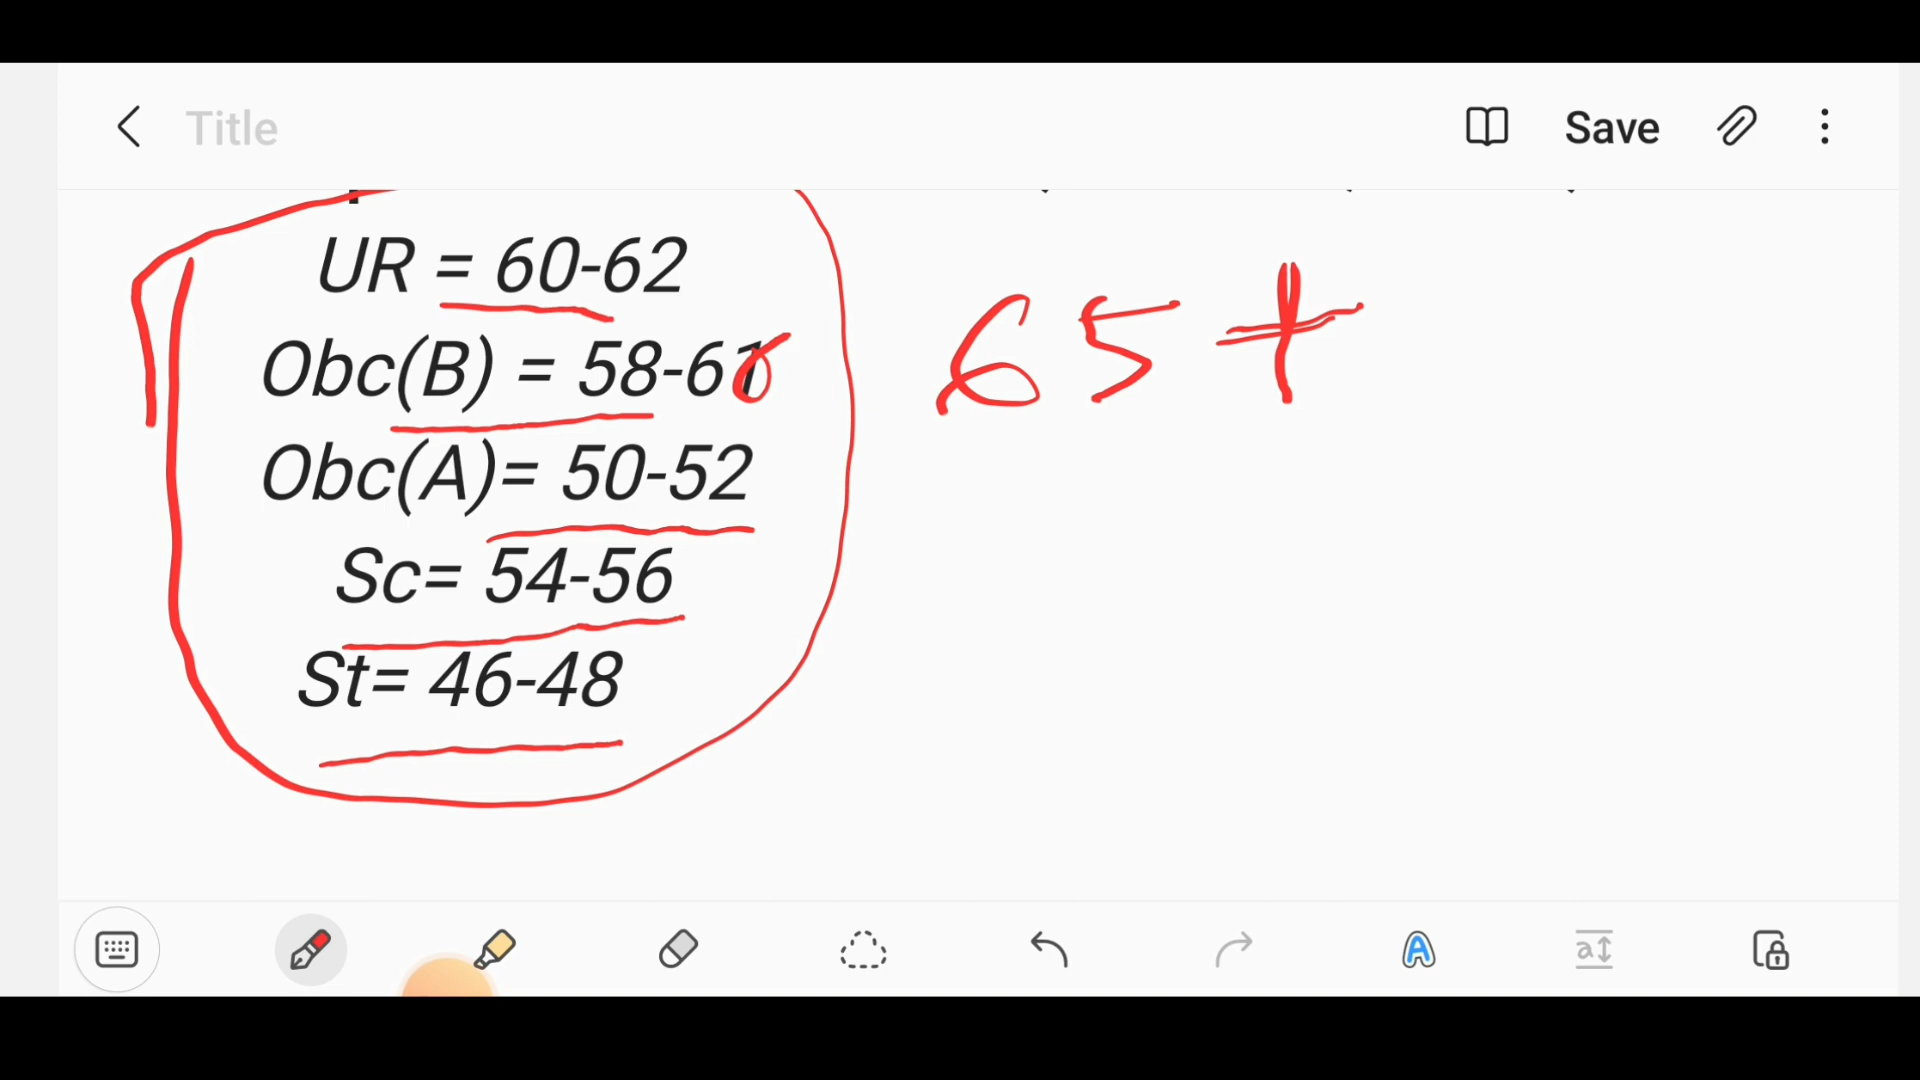 Title
Save
UR = 60-62
Obc(B) = 58-61
65+
Obc(A)= 50-52
Sc= 54-56
St= 46-48